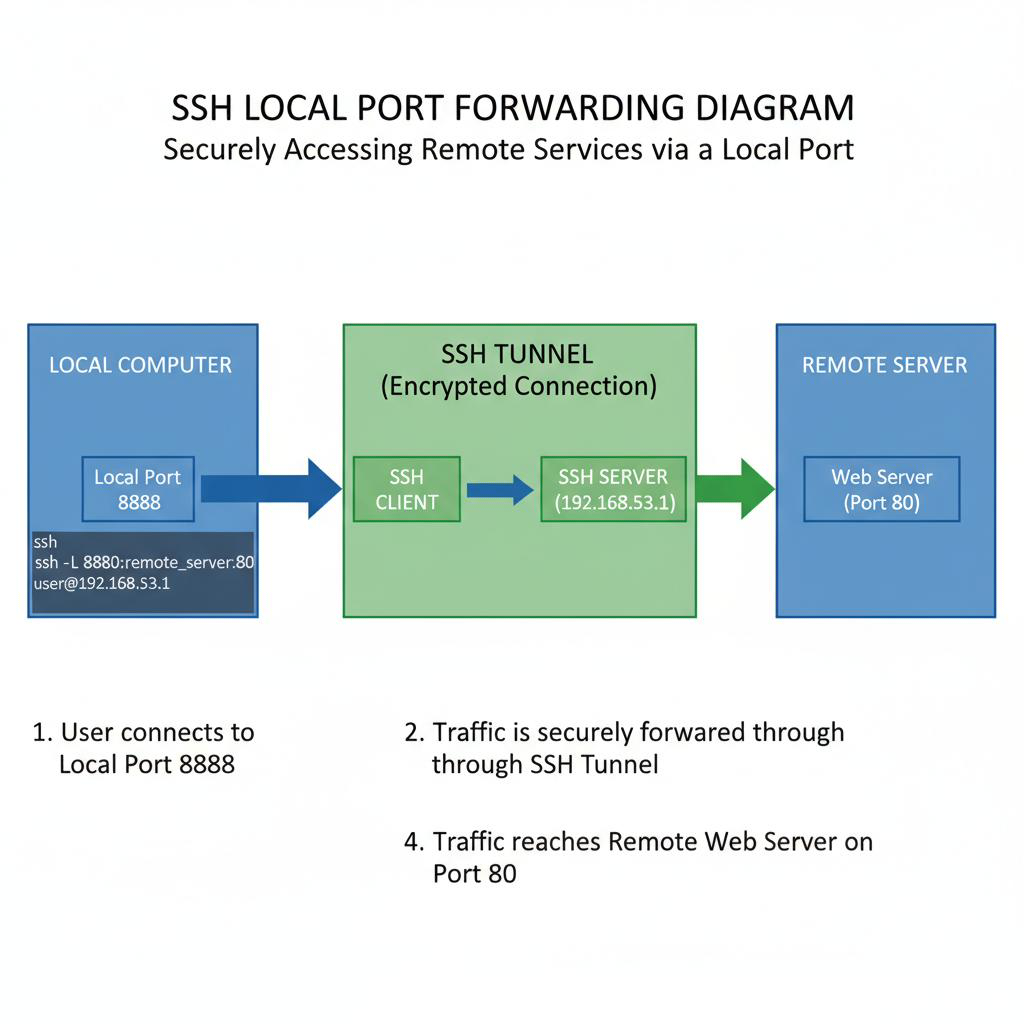 SSH LOCAL PORT FORWARDING DIAGRAM
Securely Accessing Remote Services via a Local Port
LOCAL COMPUTER
Local Port
8888
ssh
ssh -L 8880:remote_server:80
user@192.168.53.1
SSH TUNNEL
(Encrypted Connection)
SSH
CLIENT
SSH SERVER
(192.168.53.1)
REMOTE SERVER
Web Server
(Port 80)
1. User connects to
Local Port 8888
2. Traffic is securely forwared through
through SSH Tunnel
4. Traffic reaches Remote Web Server on
Port 80